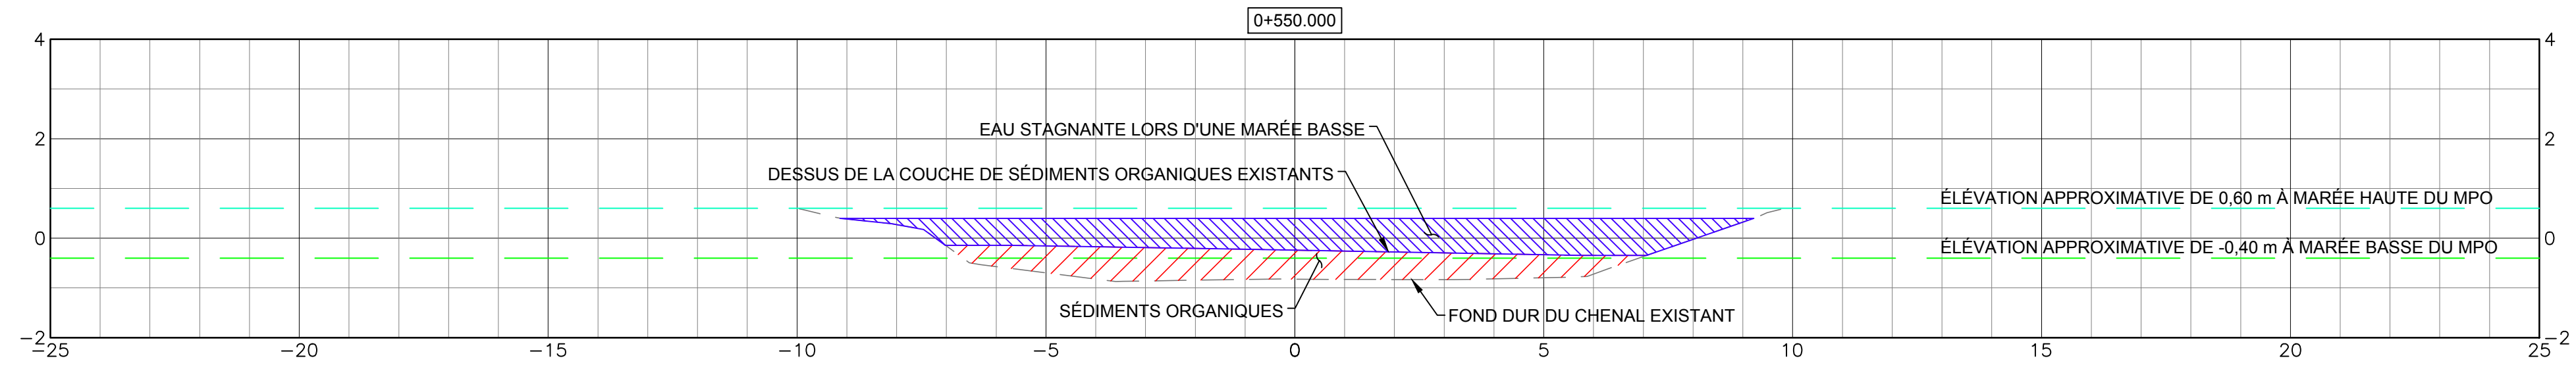 0+550.000
4 4
EAU STAGNANTE LORS D'UNE MARÉE BASSE
2 2
DESSUS DE LA COUCHE DE SÉDIMENTS ORGANIQUES EXISTANTS
ÉLÉVATION APPROXIMATIVE DE 0,60 m À MARÉE HAUTE DU MPO
0 0
ÉLÉVATION APPROXIMATIVE DE -0,40 m À MARÉE BASSE DU MPO
SÉDIMENTS ORGANIQUES
FOND DUR DU CHENAL EXISTANT
-2 -2
-25 -20 -15 -10 -5 0 5 10 15 20 25